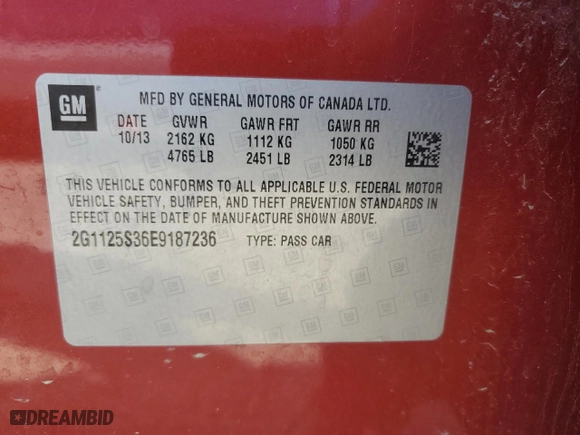 GM
MFD BY GENERAL MOTORS OF CANADA LTD.
DATE GVWR GAWR FRT GAWR RR
10/13 2162 KG 1112 KG 1050 KG
4765 LB 2451 LB 2314 LB
THIS VEHICLE CONFORMS TO ALL APPLICABLE U.S. FEDERAL MOTOR
VEHICLE SAFETY, BUMPER, AND THEFT PREVENTION STANDARDS IN
EFFECT ON THE DATE OF MANUFACTURE SHOWN ABOVE.
2G1125S36E9187236 TYPE: PASS CAR
DREAMBID